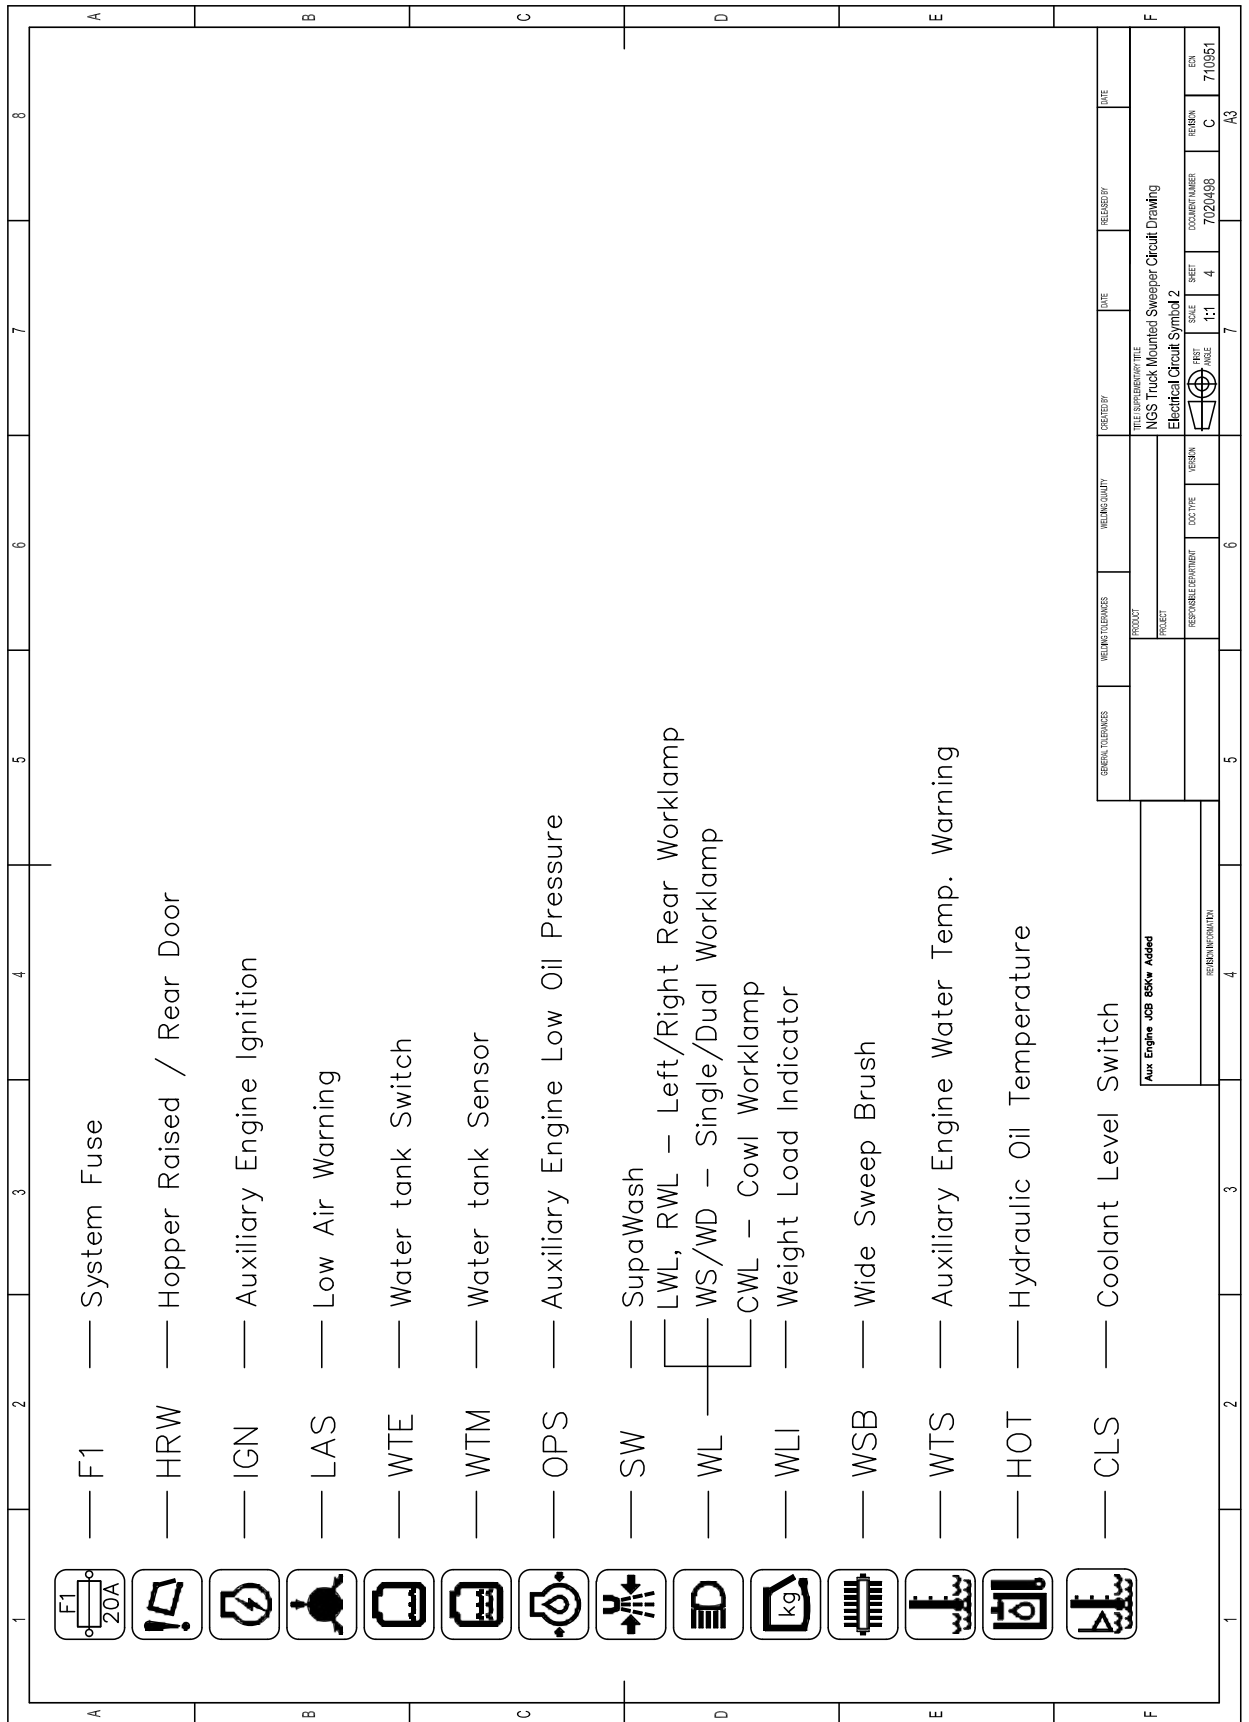 1 2 3 4 5 6 7 8
A
B
C
D
E
F
F1
20A
F1 — System Fuse
HRW — Hopper Raised / Rear Door
IGN — Auxiliary Engine Ignition
LAS — Low Air Warning
WTE — Water tank Switch
WTM — Water tank Sensor
OPS — Auxiliary Engine Low Oil Pressure
SW — SupaWash
WL
LWL, RWL — Left/Right Rear Worklamp
WS/WD — Single/Dual Worklamp
CWL — Cowl Worklamp
kg
WLI — Weight Load Indicator
WSB — Wide Sweep Brush
WTS — Auxiliary Engine Water Temp. Warning
HOT — Hydraulic Oil Temperature
CLS — Coolant Level Switch
A
B
C
D
E
F
GENERAL TOLERANCES
WELDING TOLERANCES
WELDING QUALITY
CREATED BY
DATE
RELEASED BY
DATE
PRODUCT
PROJECT
TITLE / SUPPLEMENTARY TITLE
NGS Truck Mounted Sweeper Circuit Drawing
Electrical Circuit Symbol 2
Aux Engine JCB 85Kw Added
REVISION INFORMATION
RESPONSIBLE DEPARTMENT
DOC TYPE
VERSION
FIRST
ANGLE
SCALE
1:1
SHEET
4
DOCUMENT NUMBER
7020498
REVISION
C
ECN
710951
1 2 3 4 5 6 7 A3